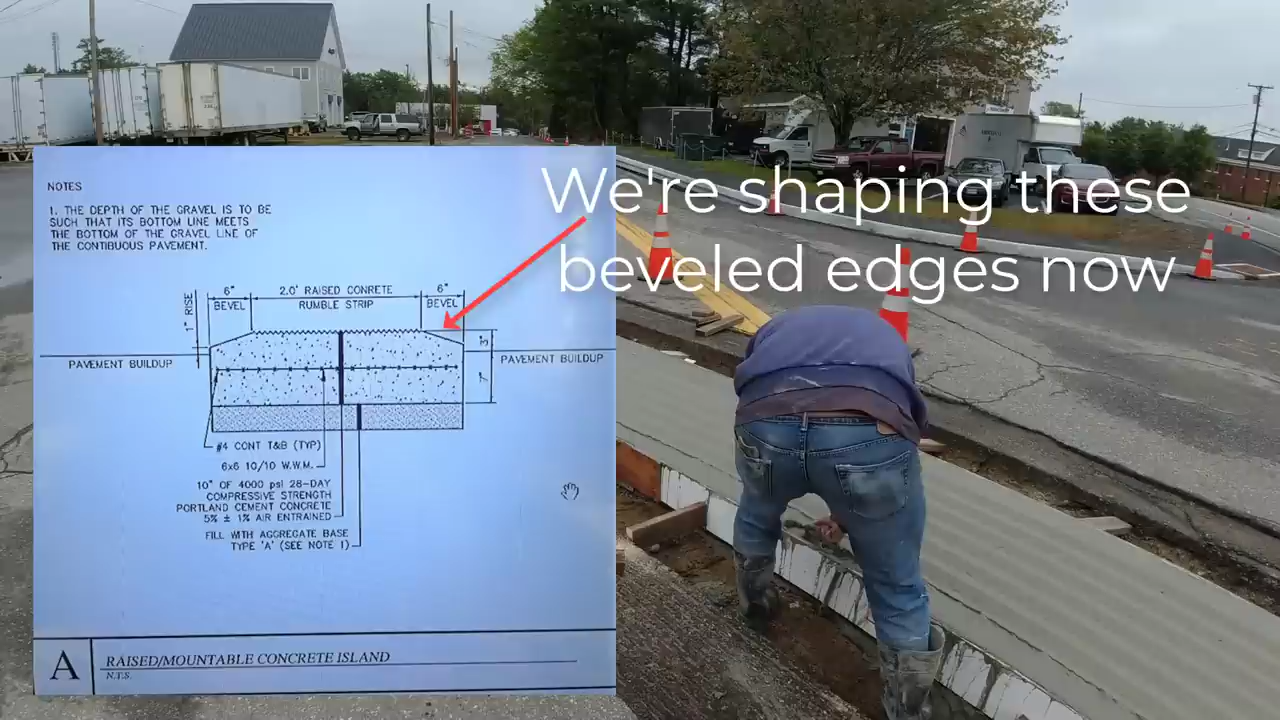 We're shaping these
beveled edges now
NOTES
1. THE DEPTH OF THE GRAVEL IS TO BE
SUCH THAT ITS BOTTOM LINE MEETS
THE BOTTOM OF THE GRAVEL LINE OF
THE CONTIBUOUS PAVEMENT.
6" 2.0' RAISED CONRETE 6"
BEVEL RUMBLE STRIP BEVEL
1" RISE
3"
7"
PAVEMENT BUILDUP PAVEMENT BUILDUP
#4 CONT T&B (TYP)
6x6 10/10 W.W.M.
10" OF 4000 psi 28-DAY
COMPRESSIVE STRENGTH
PORTLAND CEMENT CONCRETE
5% ± 1% AIR ENTRAINED
FILL WITH AGGREGATE BASE
TYPE 'A' (SEE NOTE 1)
A RAISED/MOUNTABLE CONCRETE ISLAND
N.T.S.